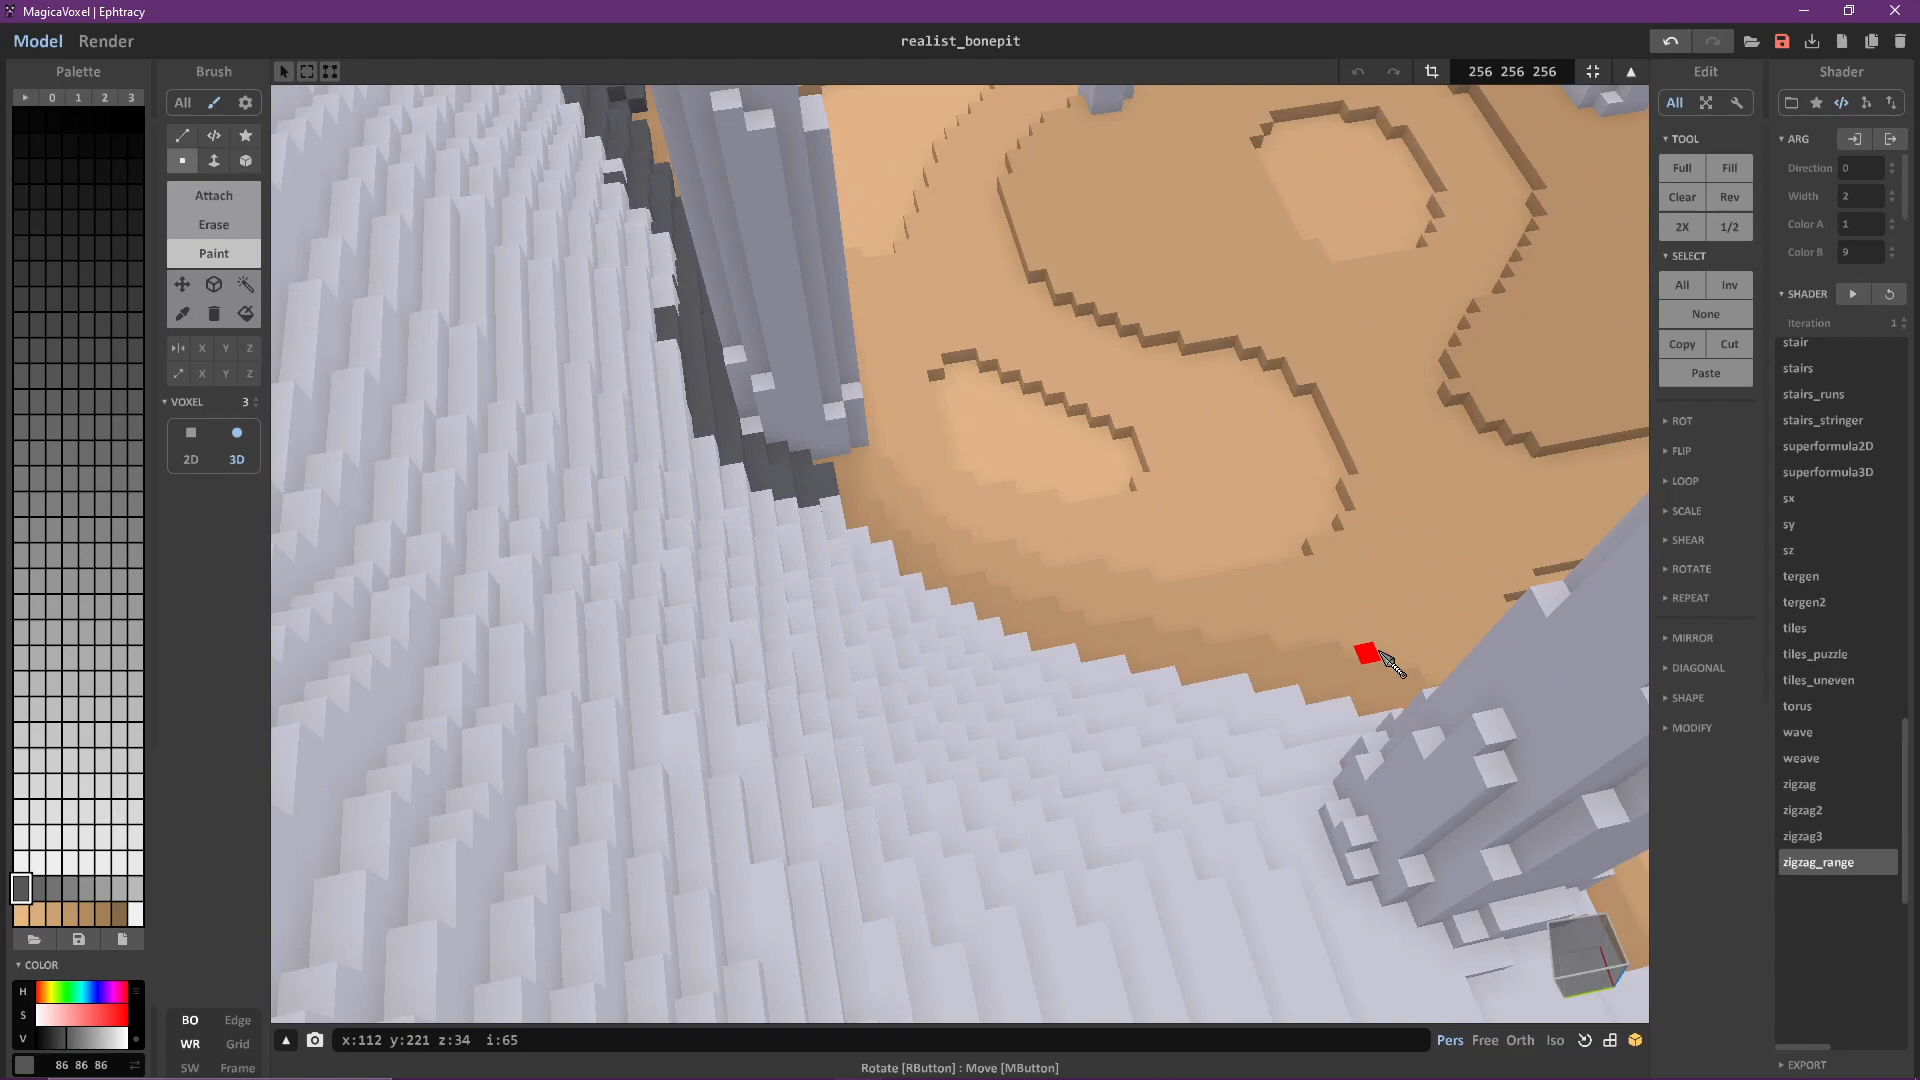 MagicaVoxel | Ephtracy
Model Render
realist_bonepit
Palette
0 1 2 3
Brush
All
Attach
Erase
Paint
X Y Z
X Y Z
VOXEL 3
2D 3D
COLOR
H
S
V
86 86 86
BO Edge
WR Grid
SW Frame
256 256 256
x:112 y:221 z:34 i:65
Pers Free Orth Iso
Rotate [RButton] : Move [MButton]
Edit
All
TOOL
Full Fill
Clear Rev
2X 1/2
SELECT
All Inv
None
Copy Cut
Paste
ROT
FLIP
LOOP
SCALE
SHEAR
ROTATE
REPEAT
MIRROR
DIAGONAL
SHAPE
MODIFY
Shader
ARG
Direction 0
Width 2
Color A 1
Color B 9
SHADER
Iteration 1
stair
stairs
stairs_runs
stairs_stringer
superformula2D
superformula3D
sx
sy
sz
tergen
tergen2
tiles
tiles_puzzle
tiles_uneven
torus
wave
weave
zigzag
zigzag2
zigzag3
zigzag_range
EXPORT